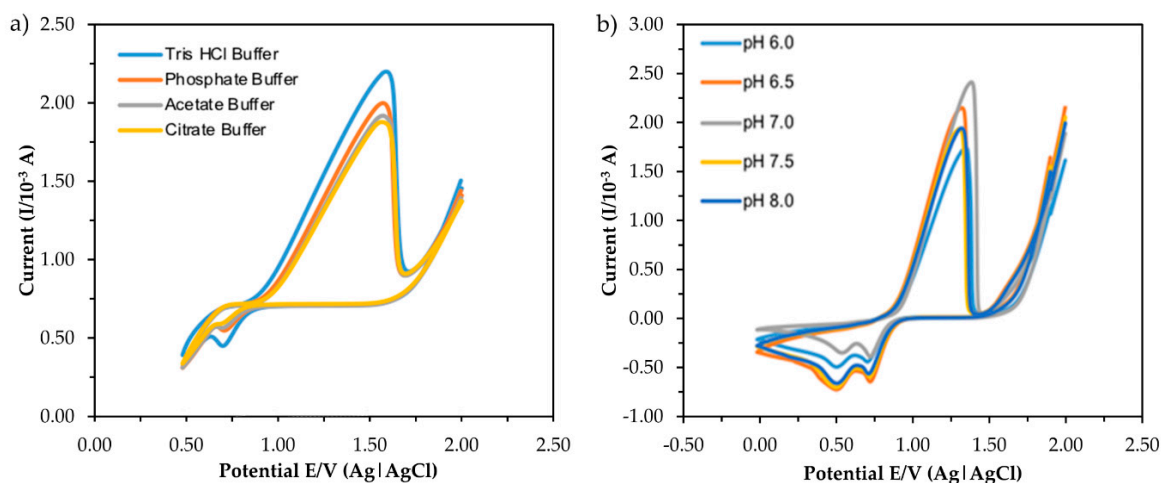 a)
Current (I/10⁻³ A)
2.50
2.00
1.50
1.00
0.50
0.00
Tris HCl Buffer
Phosphate Buffer
Acetate Buffer
Citrate Buffer
0.00 0.50 1.00 1.50 2.00 2.50
Potential E/V (Ag|AgCl)
b)
Current (I/10⁻³ A)
3.00
2.50
2.00
1.50
1.00
0.50
0.00
-0.50
-1.00
pH 6.0
pH 6.5
pH 7.0
pH 7.5
pH 8.0
-0.50 0.00 0.50 1.00 1.50 2.00 2.50
Potential E/V (Ag|AgCl)